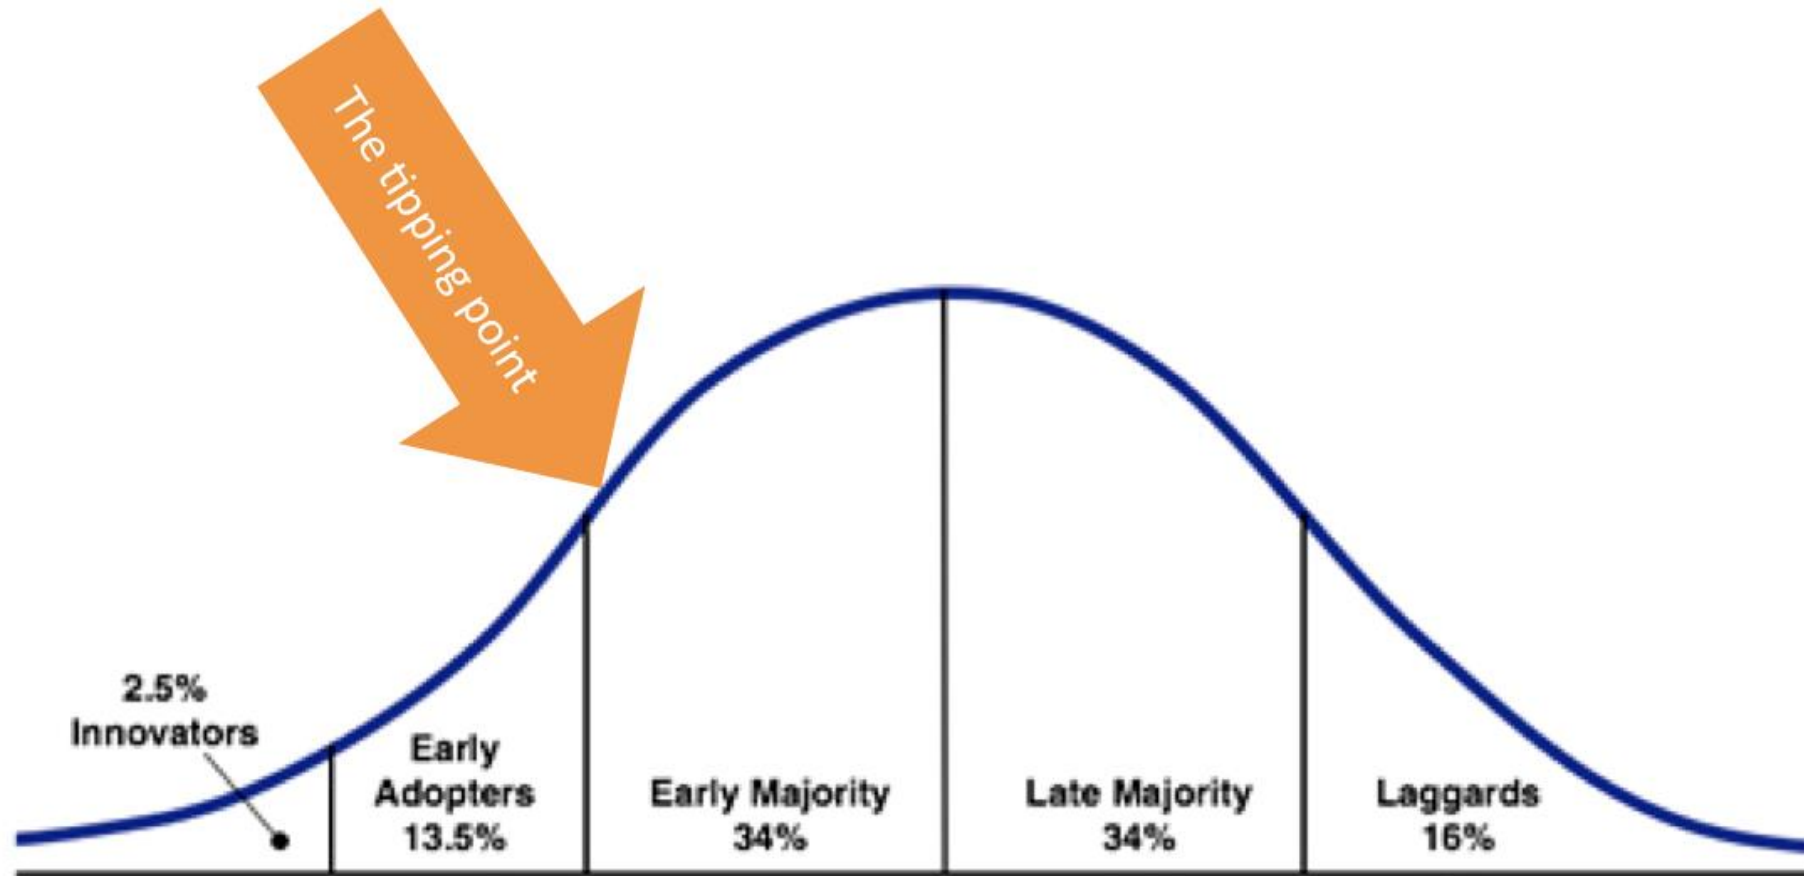 The tipping point
2.5%
Innovators
Early
Adopters
13.5%
Early Majority
34%
Late Majority
34%
Laggards
16%